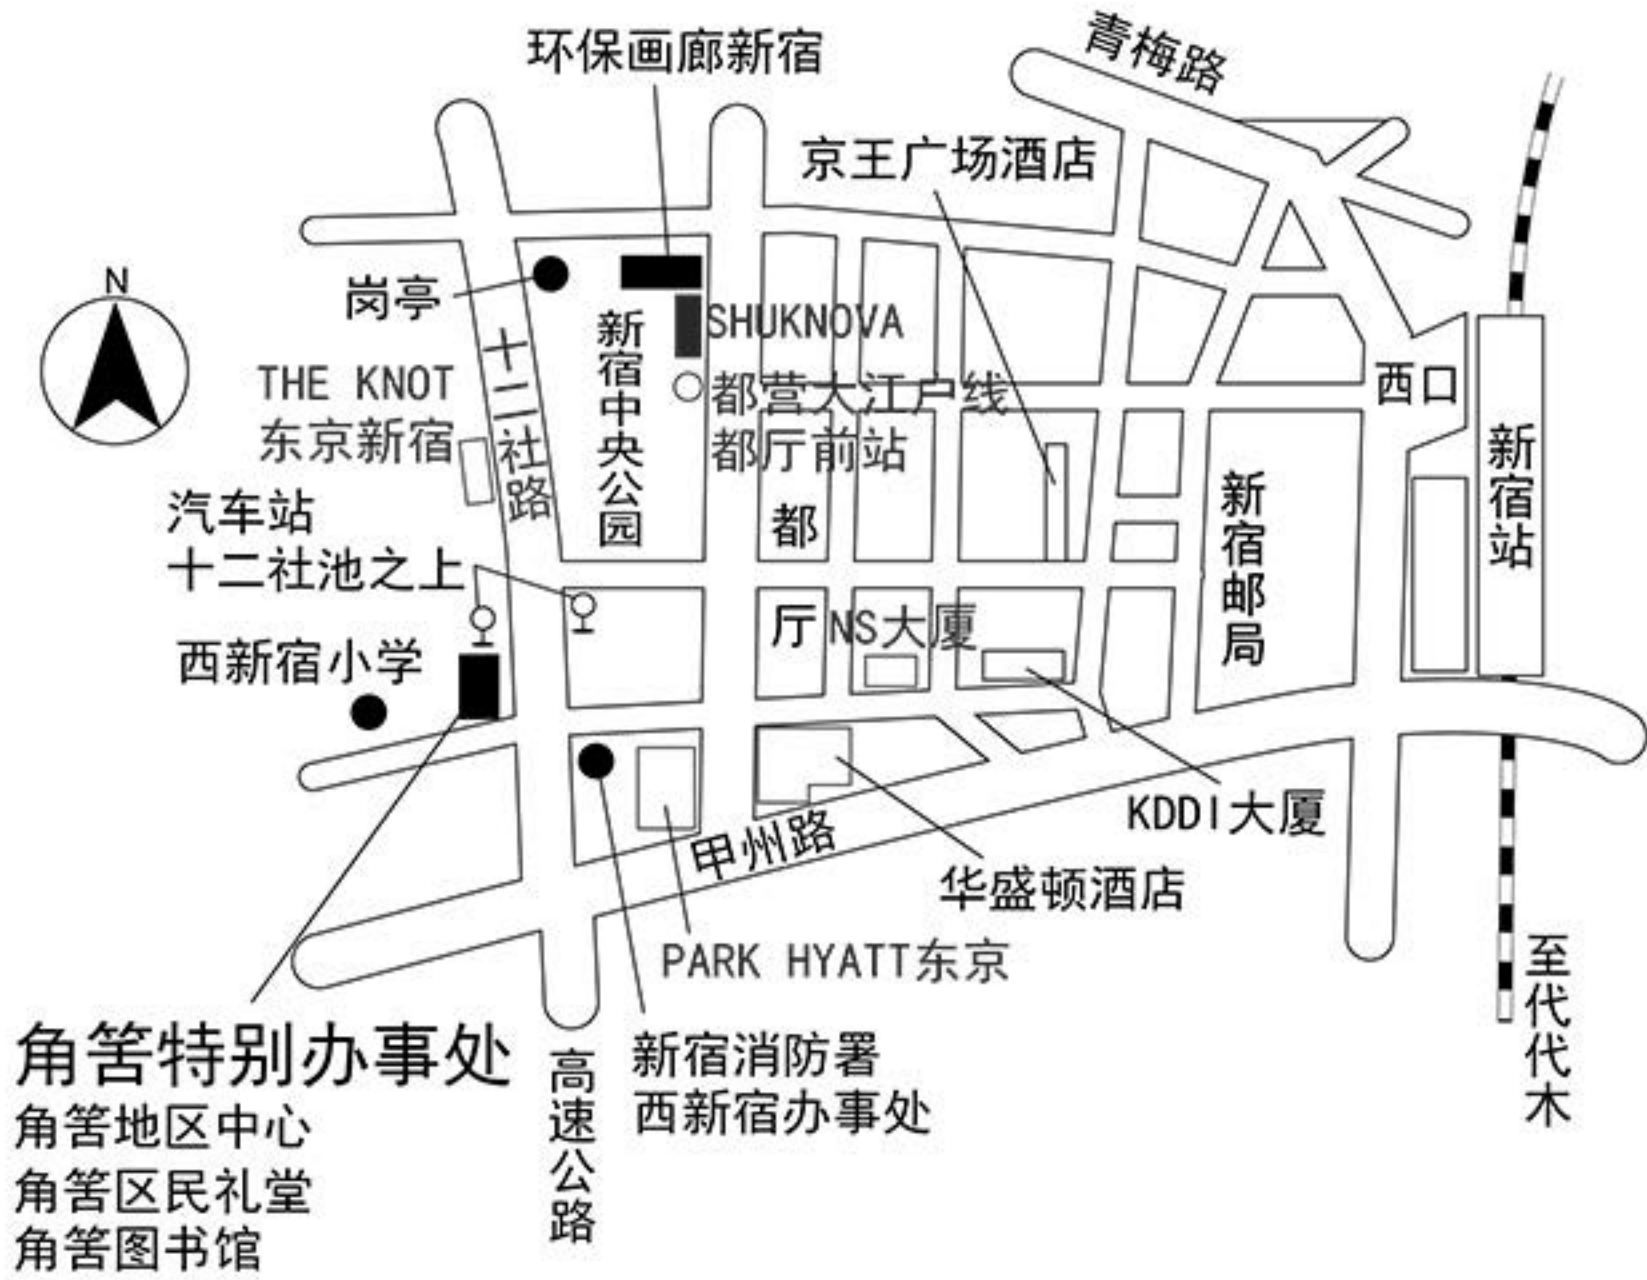 青梅路
环保画廊新宿
京王广场酒店
N
岗亭
SHUKNOVA
新宿中央公园
十二社路
THE KNOT
东京新宿
都营大江户线
都厅前站
西口
新宿站
汽车站
十二社池之上
都厅
NS大厦
新宿邮局
西新宿小学
KDDI大厦
甲州路
华盛顿酒店
PARK HYATT东京
至代代木
角筈特别办事处
角筈地区中心
角筈区民礼堂
角筈图书馆
高速公路
新宿消防署
西新宿办事处